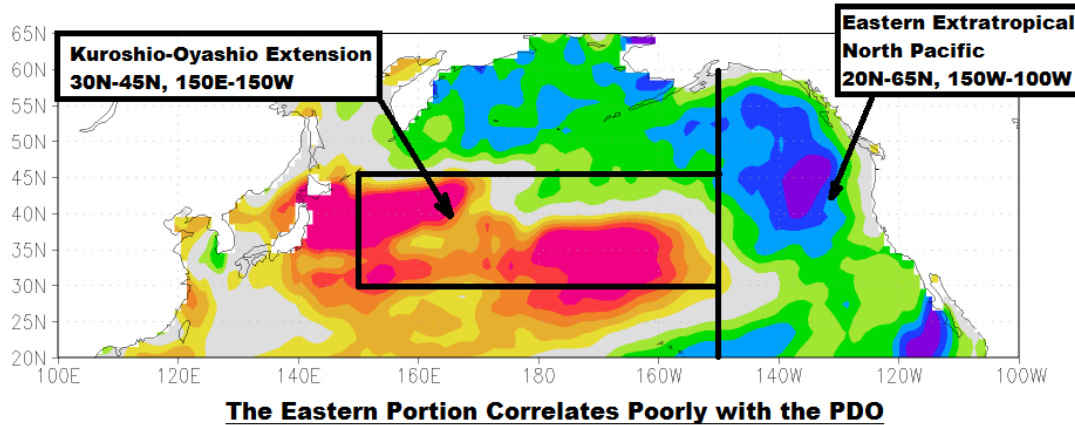 Kuroshio-Oyashio Extension
30N-45N, 150E-150W
Eastern Extratropical
North Pacific
20N-65N, 150W-100W
65N
60N
55N
50N
45N
40N
35N
30N
25N
20N
100E
120E
140E
160E
180
160W
140W
120W
100W
The Eastern Portion Correlates Poorly with the PDO